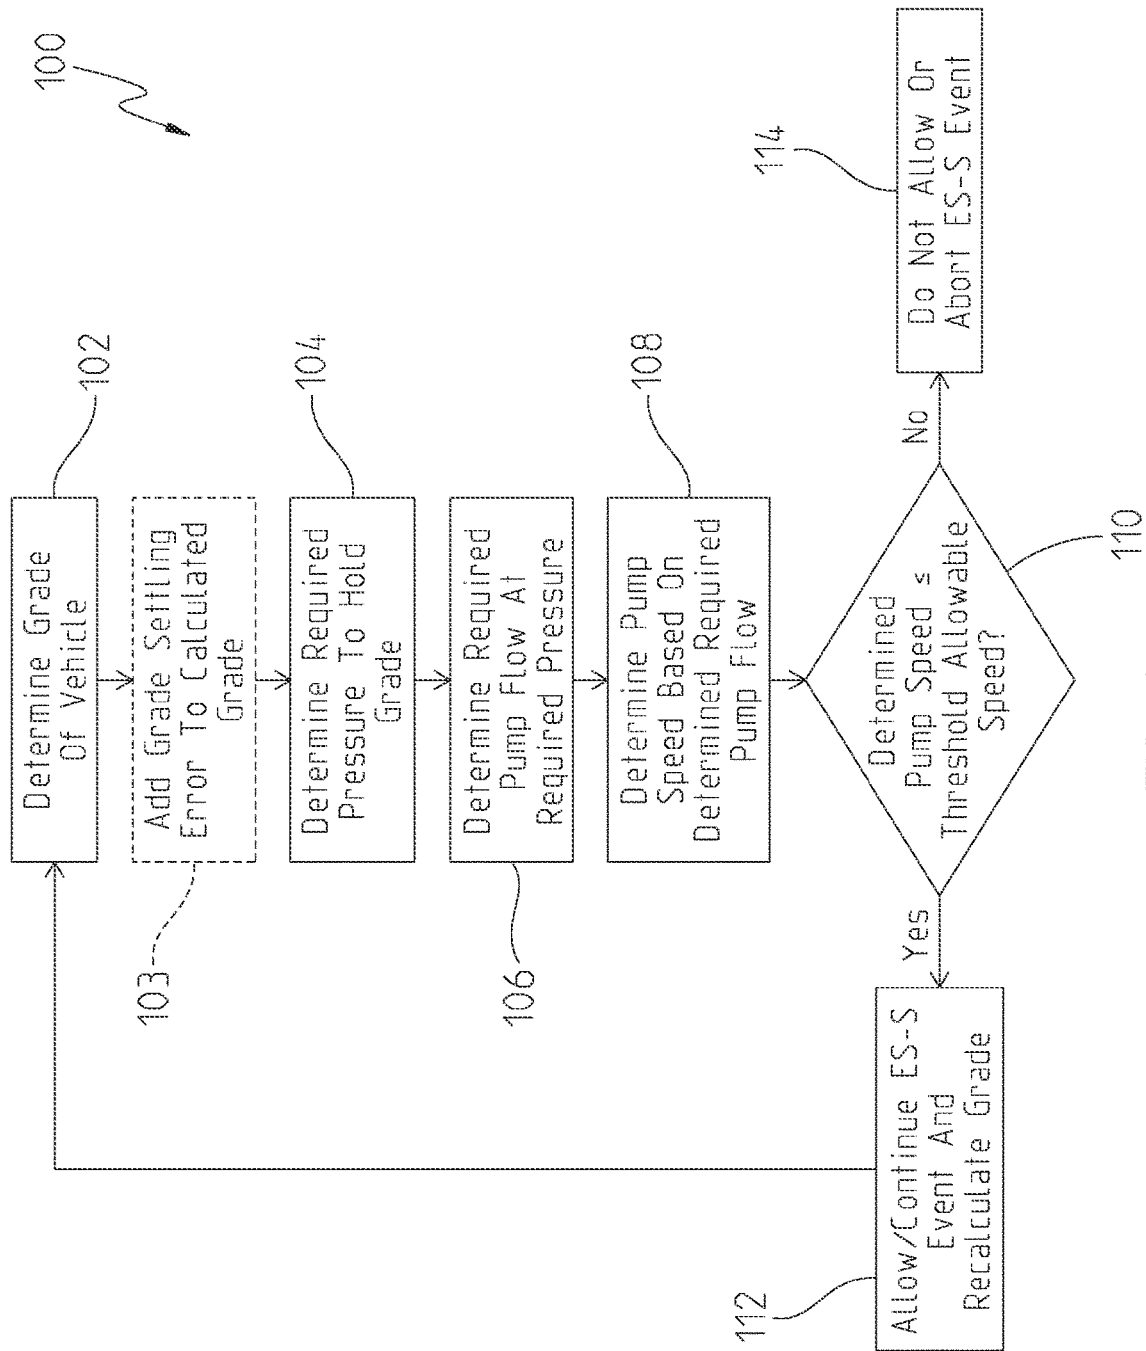 100
Determine Grade
Of Vehicle
102
Add Grade Settling
Error To Calculated
Grade
103
Determine Required
Pressure To Hold
Grade
104
Determine Required
Pump Flow At
Required Pressure
106
Determine Pump
Speed Based On
Determined Required
Pump Flow
108
Determined
Pump Speed ≤
Threshold Allowable
Speed?
110
Yes
No
Allow/Continue ES-S
Event And
Recalculate Grade
112
Do Not Allow Or
Abort ES-S Event
114